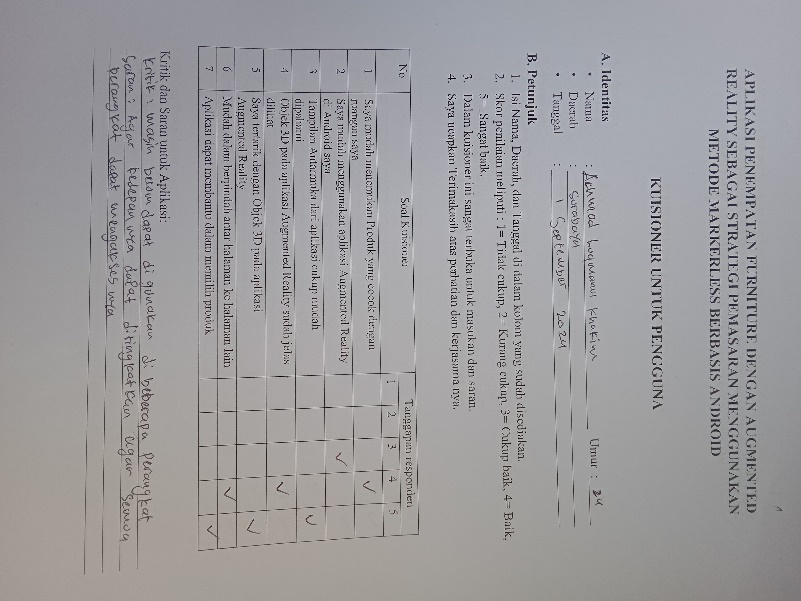 APLIKASI PENEMPATAN FURNITURE DENGAN AUGMENTED
REALITY SEBAGAI STRATEGI PEMASARAN MENGGUNAKAN
METODE MARKERLESS BERBASIS ANDROID
KUISIONER UNTUK PENGGUNA
A. Identitas
• Nama : Achmad Luqmanul Khakim Umur : 24
• Daerah : Surabaya
• Tanggal : 1 September 2024
B. Petunjuk
1. Isi Nama, Daerah, dan Tanggal di dalam kolom yang sudah disediakan.
2. Skor penilaian meliputi : 1= Tidak cukup, 2 = Kurang cukup, 3= Cukup baik, 4= Baik,
5 = Sangat baik.
3. Dalam kuisioner ini sangat terbuka untuk masukan dan saran.
4. Saya ucapkan Terimakasih atas perhatian dan kerjasama nya.
No Soal Kuisioner Tanggapan responden
1 2 3 4 5
1 Saya mudah menemukan Produk yang cocok dengan
ruangan saya ✓
2 Saya mudah menggunakan aplikasi Augmented Reality
di Android saya ✓
3 Tampilan Antarmuka dari aplikasi cukup mudah
dipahami ✓
4 Objek 3D pada aplikasi Augmented Reality sudah jelas
dilihat ✓
5 Saya tertarik dengan Objek 3D pada aplikasi
Augmented Reality ✓
6 Mudah dalam berpindah antar halaman ke halaman lain ✓
7 Aplikasi dapat membantu dalam memilih produk ✓
Kritik dan Saran untuk Aplikasi:
Kritik : Masih belum dapat di gunakan di beberapa perangkat
Saran : Agar kedepannya dapat ditingkatkan agar semua
perangkat dapat mengaksesnya